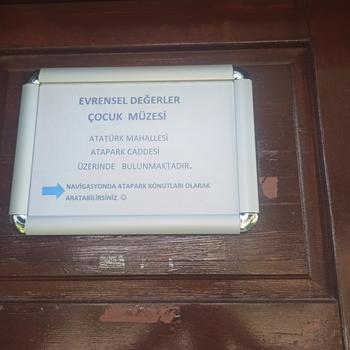 EVRENSEL DEĞERLER
ÇOCUK MÜZESİ
ATATÜRK MAHALLESİ
ATAPARK CADDESİ
ÜZERİNDE BULUNMAKTADIR.
NAVİGASYONDA ATAPARK KONUTLARI OLARAK
ARATABİLİRSİNİZ. ☺